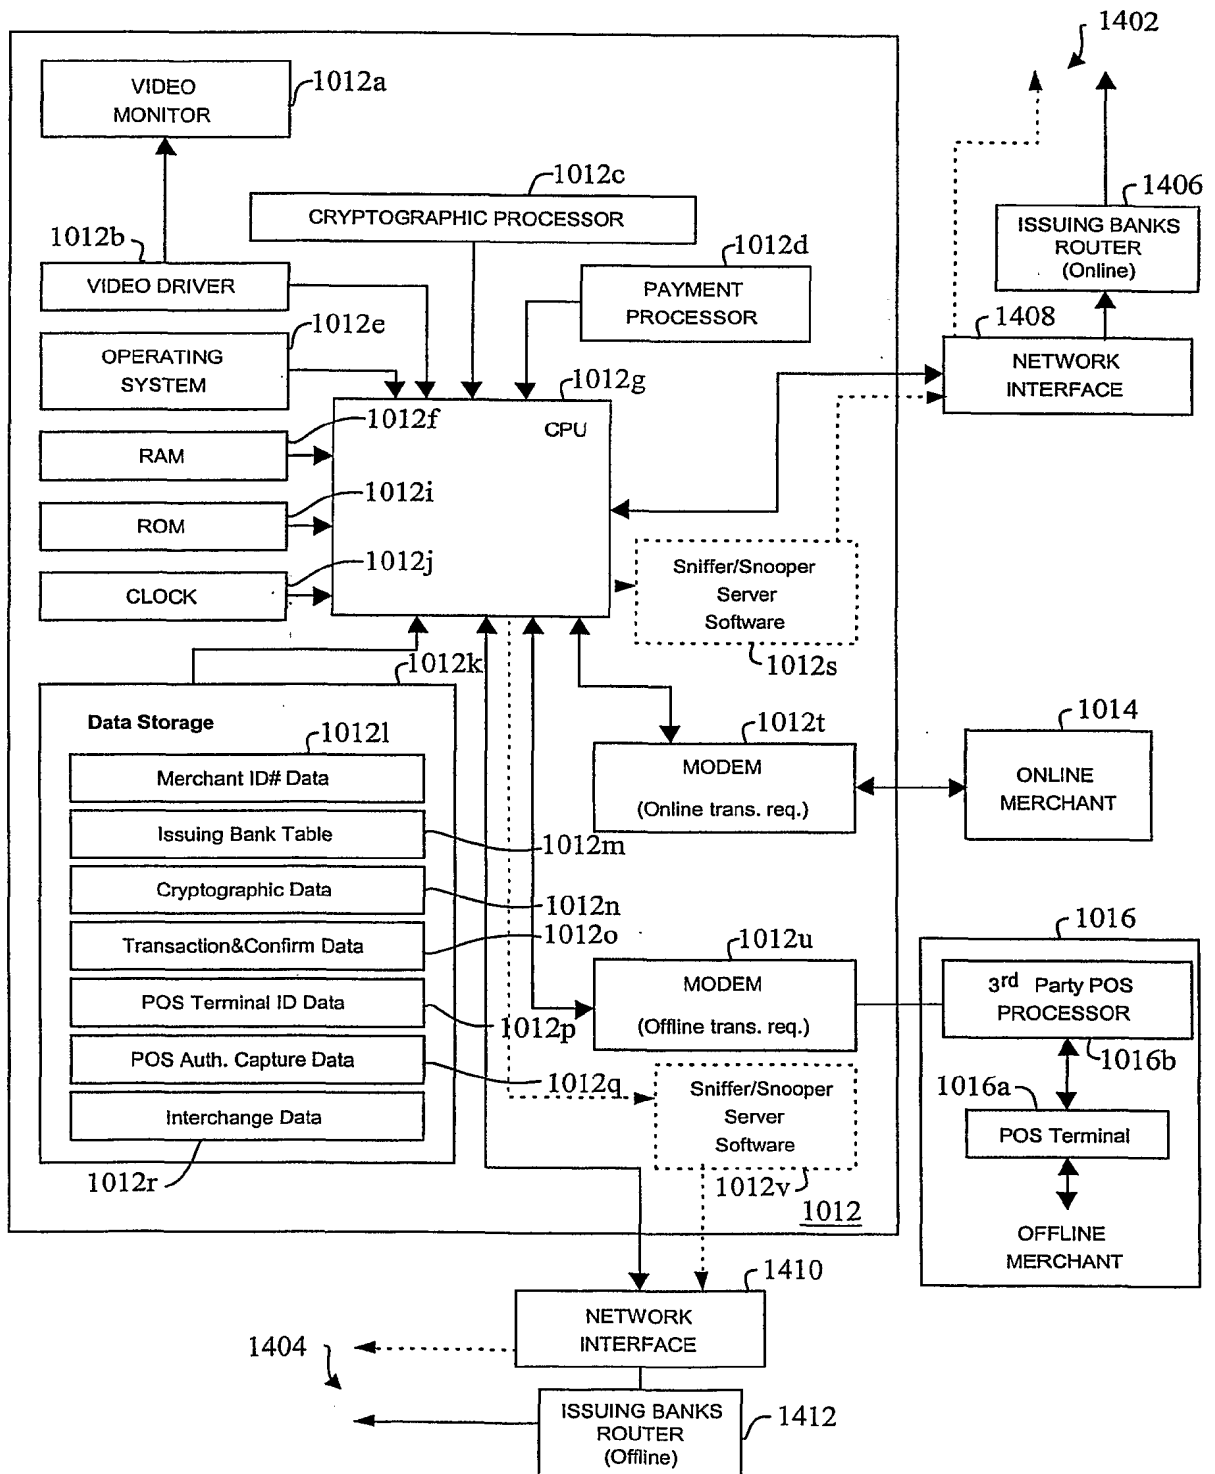 1402
VIDEO
MONITOR
1012a
1012c
CRYPTOGRAPHIC PROCESSOR
1406
ISSUING BANKS
ROUTER
(Online)
1012b
VIDEO DRIVER
1012d
PAYMENT
PROCESSOR
1012e
OPERATING
SYSTEM
1408
NETWORK
INTERFACE
1012g
CPU
1012f
RAM
1012i
ROM
1012j
CLOCK
Sniffer/Snooper
Server
Software
1012s
1012k
Data Storage
1012l
Merchant ID# Data
Issuing Bank Table
1012m
Cryptographic Data
1012n
Transaction&Confirm Data
1012o
POS Terminal ID Data
1012p
POS Auth. Capture Data
1012q
Interchange Data
1012r
1012t
MODEM
(Online trans. req.)
1014
ONLINE
MERCHANT
1012u
MODEM
(Offline trans. req.)
1016
3rd Party POS
PROCESSOR
1016b
1016a
POS Terminal
OFFLINE
MERCHANT
Sniffer/Snooper
Server
Software
1012v
1012
1410
NETWORK
INTERFACE
1404
ISSUING BANKS
ROUTER
(Offline)
1412